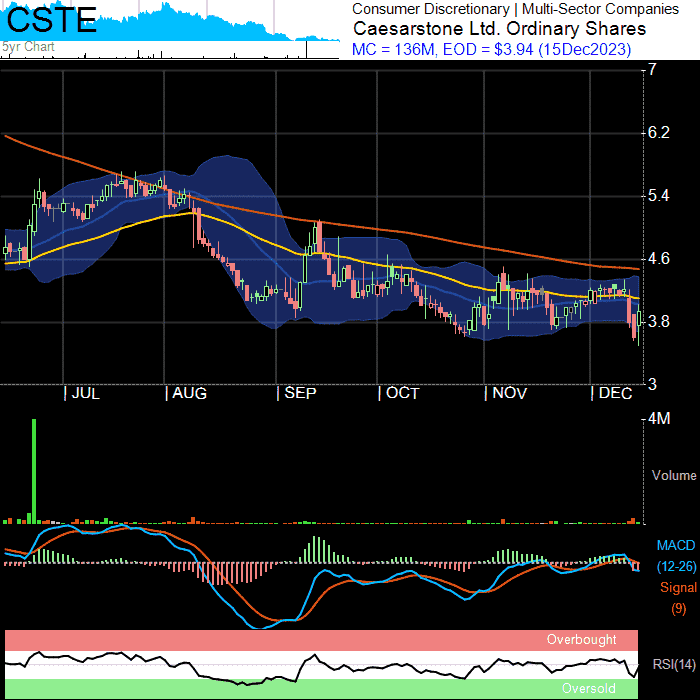 CSTE
5yr Chart
Consumer Discretionary | Multi-Sector Companies
Caesarstone Ltd. Ordinary Shares
MC = 136M, EOD = $3.94 (15Dec2023)
7
6.2
5.4
4.6
3.8
3
| JUL | AUG | SEP | OCT | NOV | DEC
4M
Volume
MACD
(12-26)
Signal
(9)
Overbought
RSI(14)
Oversold